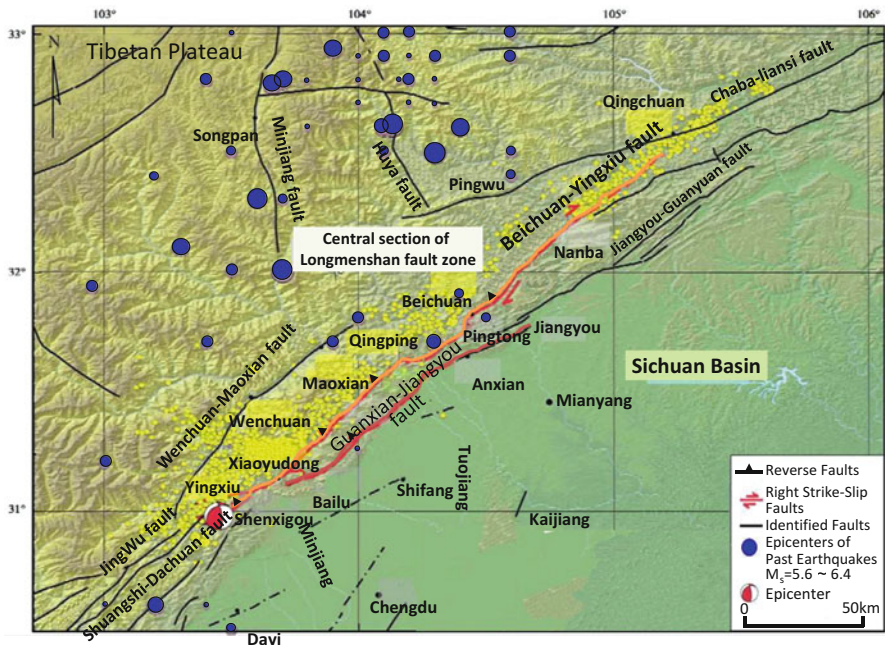 103° 104° 105° 106°
33°
N
Tibetan Plateau
Chaba-liansi fault
Qingchuan
Songpan
Minjiang fault
Huya fault
Pingwu
Beichuan-Yingxiu fault
Jiangyou-Guanyuan fault
Central section of
Longmenshan fault zone
Nanba
32°
Beichuan
Qingping
Pingtong
Jiangyou
Wenchuan-Maoxian fault
Maoxian
Anxian
Sichuan Basin
Guanxian-Jiangyou
fault
Mianyang
Wenchuan
Xiaoyudong
Tuojiang
Yingxiu
Bailu
Shifang
31°
Shenxigou
Kaijiang
JingWu fault
Minjiang
Shuangshi-Dachuan fault
Chengdu
Davi
Reverse Faults
Right Strike-Slip
Faults
Identified Faults
Epicenters of
Past Earthquakes
Ms=5.6 ~ 6.4
Epicenter
0 50km